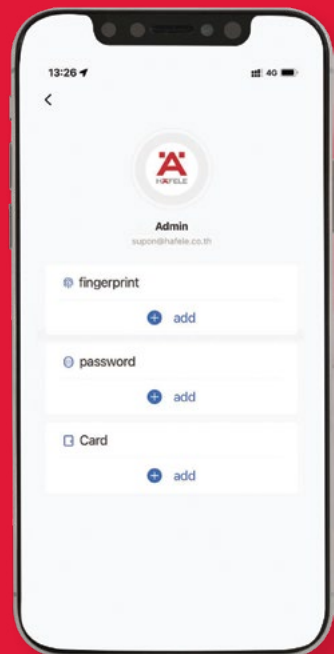 13:26
4G
HAFELE
Admin
supon@hafele.co.th
fingerprint
add
password
add
Card
add